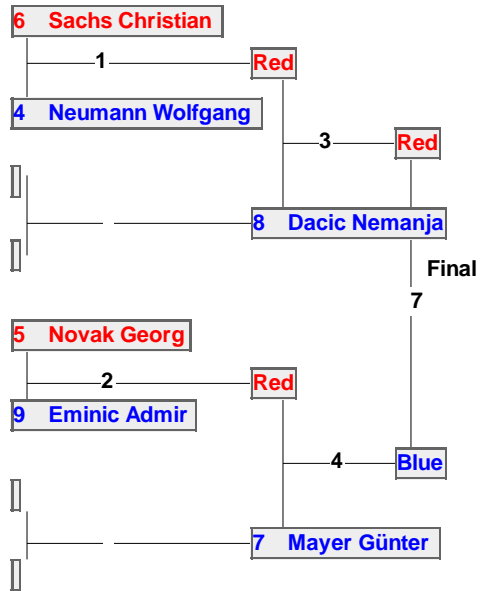 6 Sachs Christian
1 Red
4 Neumann Wolfgang
3 Red
8 Dacic Nemanja
Final
7
5 Novak Georg
2 Red
9 Eminic Admir
4 Blue
7 Mayer Günter